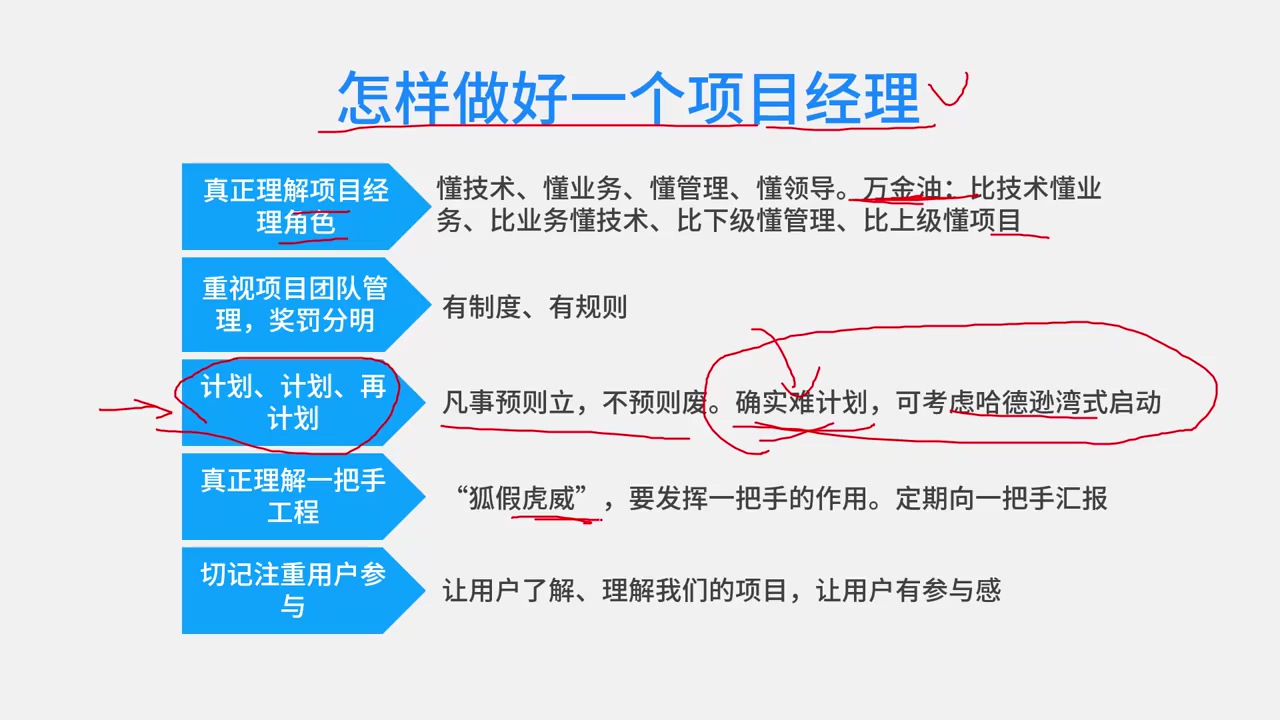 怎样做好一个项目经理
真正理解项目经
理角色
懂技术、懂业务、懂管理、懂领导。万金油：比技术懂业
务、比业务懂技术、比下级懂管理、比上级懂项目
重视项目团队管
理，奖罚分明
有制度、有规则
计划、计划、再
计划
凡事预则立，不预则废。确实难计划，可考虑哈德逊湾式启动
真正理解一把手
工程
“狐假虎威”，要发挥一把手的作用。定期向一把手汇报
切记注重用户参
与
让用户了解、理解我们的项目，让用户有参与感